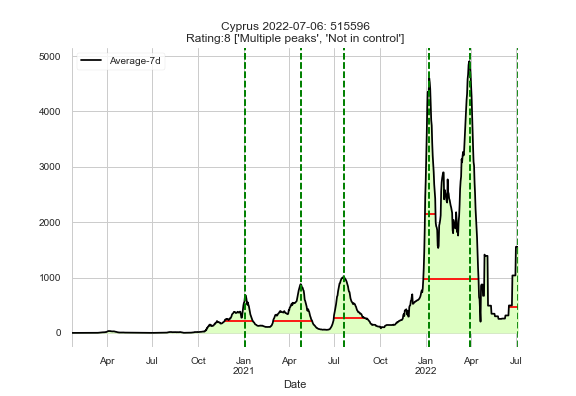 Cyprus 2022-07-06: 515596
Rating:8 ['Multiple peaks', 'Not in control']
Average-7d
5000
4000
3000
2000
1000
0
Apr Jul Oct Jan Apr Jul Oct Jan Apr Jul
2021 2022
Date